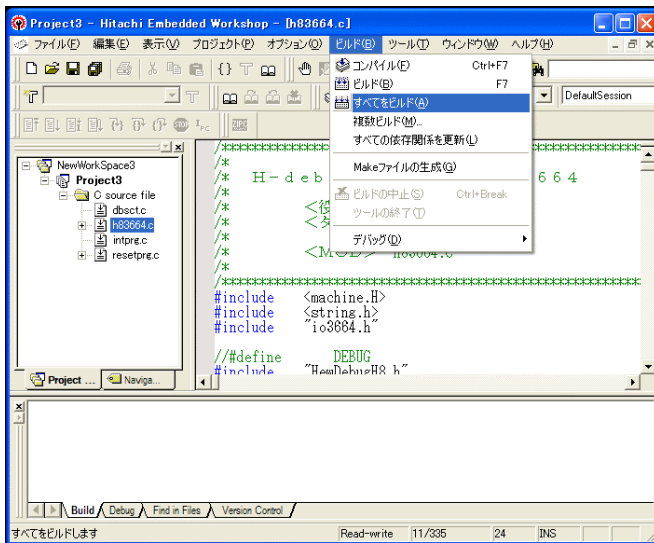 Project3 - Hitachi Embedded Workshop - [h83664.c]
ファイル(F) 編集(E) 表示(V) プロジェクト(P) オプション(O) ビルド(B) ツール(T) ウィンドウ(W) ヘルプ(H)
コンパイル(F) Ctrl+F7
ビルド(B) F7
すべてをビルド(A)
複数ビルド(M)...
すべての依存関係を更新(L)
Makeファイルの生成(G)
ビルドの中止(S) Ctrl+Break
ツールの終了(T)
デバッグ(D)
DefaultSession
NewWorkSpace3
Project3
C source file
dbsct.c
h83664.c
intprg.c
resetprg.c
Project ... Naviga...
/*
/* H-deb 664
/*
/* <
/* <
/*
/* <MOD> h83664.c
/*
#include <machine.H>
#include <string.h>
#include "io3664.h"
//#define DEBUG
#include "HewDebugH8.h"
Build Debug Find in Files Version Control
すべてをビルドします Read-write 11/335 24 INS